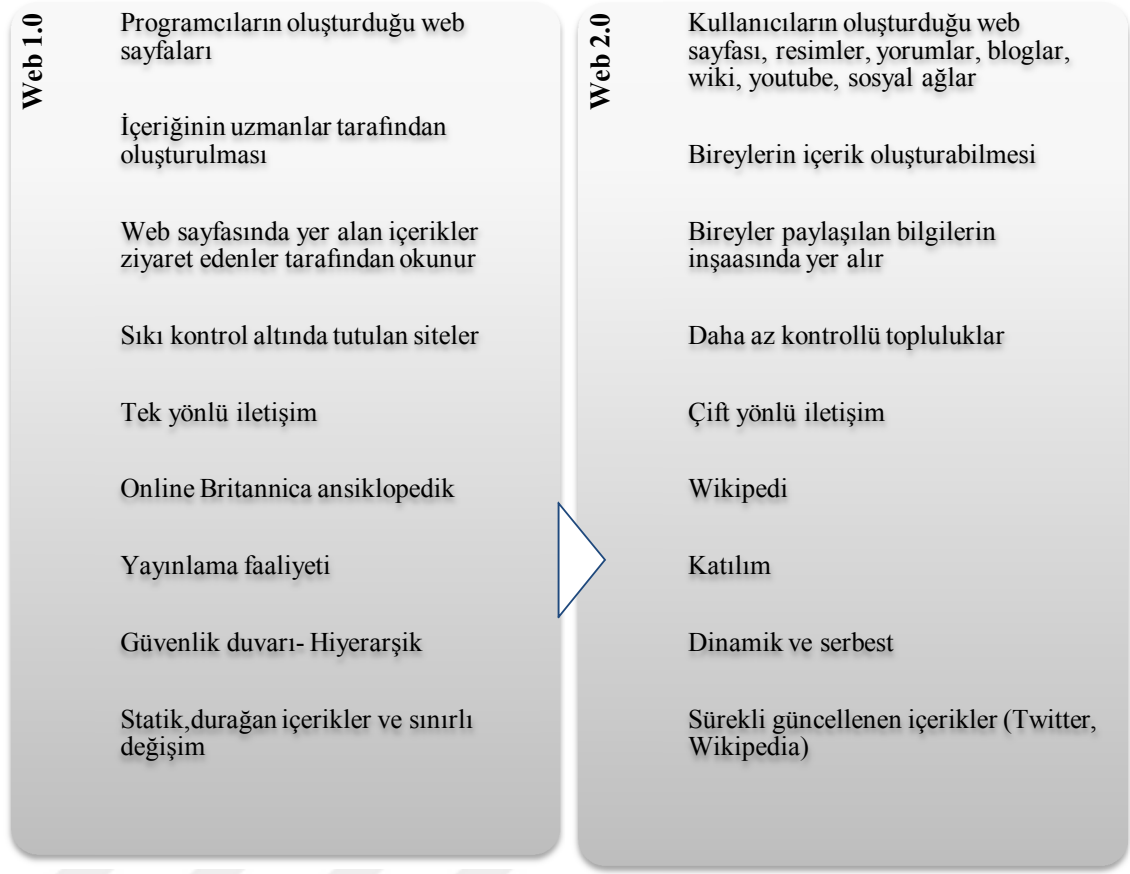 Web 1.0
Programcıların oluşturduğu web
sayfaları
İçeriğinin uzmanlar tarafından
oluşturulması
Web sayfasında yer alan içerikler
ziyaret edenler tarafından okunur
Sıkı kontrol altında tutulan siteler
Tek yönlü iletişim
Online Britannica ansiklopedik
Yayınlama faaliyeti
Güvenlik duvarı- Hiyerarşik
Statik,durağan içerikler ve sınırlı
değişim
Web 2.0
Kullanıcıların oluşturduğu web
sayfası, resimler, yorumlar, bloglar,
wiki, youtube, sosyal ağlar
Bireylerin içerik oluşturabilmesi
Bireyler paylaşılan bilgilerin
inşaasında yer alır
Daha az kontrollü topluluklar
Çift yönlü iletişim
Wikipedi
Katılım
Dinamik ve serbest
Sürekli güncellenen içerikler (Twitter,
Wikipedia)